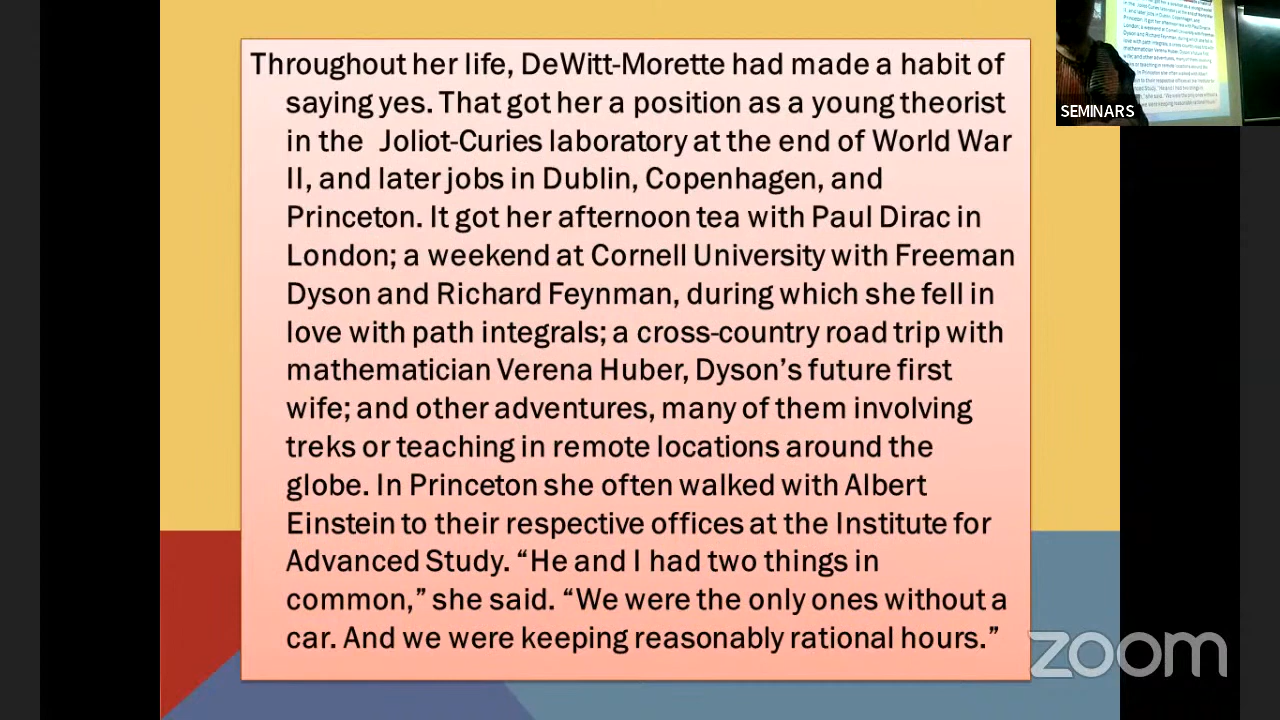 Throughout her life, DeWitt-Morette had made a habit of
saying yes. That got her a position as a young theorist
in the  Joliot-Curies laboratory at the end of World War
II, and later jobs in Dublin, Copenhagen, and
Princeton. It got her afternoon tea with Paul Dirac in
London; a weekend at Cornell University with Freeman
Dyson and Richard Feynman, during which she fell in
love with path integrals; a cross-country road trip with
mathematician Verena Huber, Dyson’s future first
wife; and other adventures, many of them involving
treks or teaching in remote locations around the
globe. In Princeton she often walked with Albert
Einstein to their respective offices at the Institute for
Advanced Study. “He and I had two things in
common,” she said. “We were the only ones without a
car. And we were keeping reasonably rational hours.”
SEMINARS
zoom